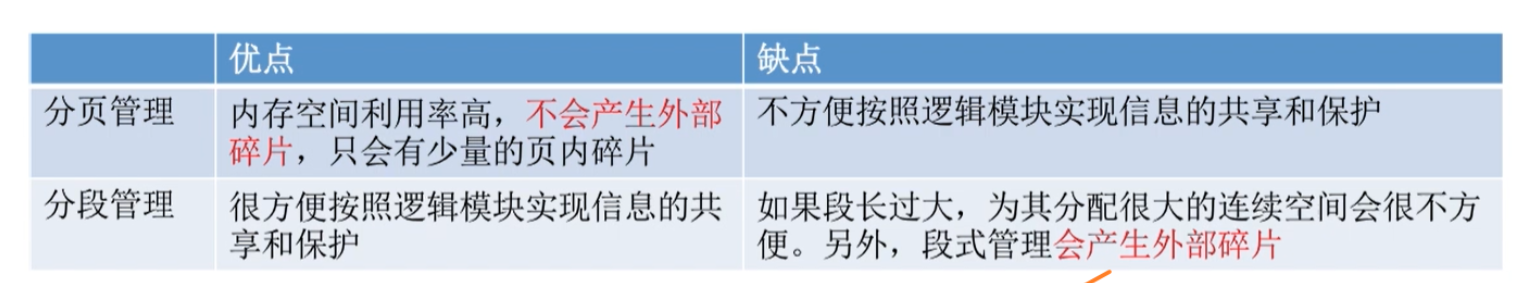 优点 缺点
分页管理 内存空间利用率高，不会产生外部 不方便按照逻辑模块实现信息的共享和保护
碎片，只会有少量的页内碎片
分段管理 很方便按照逻辑模块实现信息的共 如果段长过大，为其分配很大的连续空间会很不方
享和保护 便。另外，段式管理会产生外部碎片